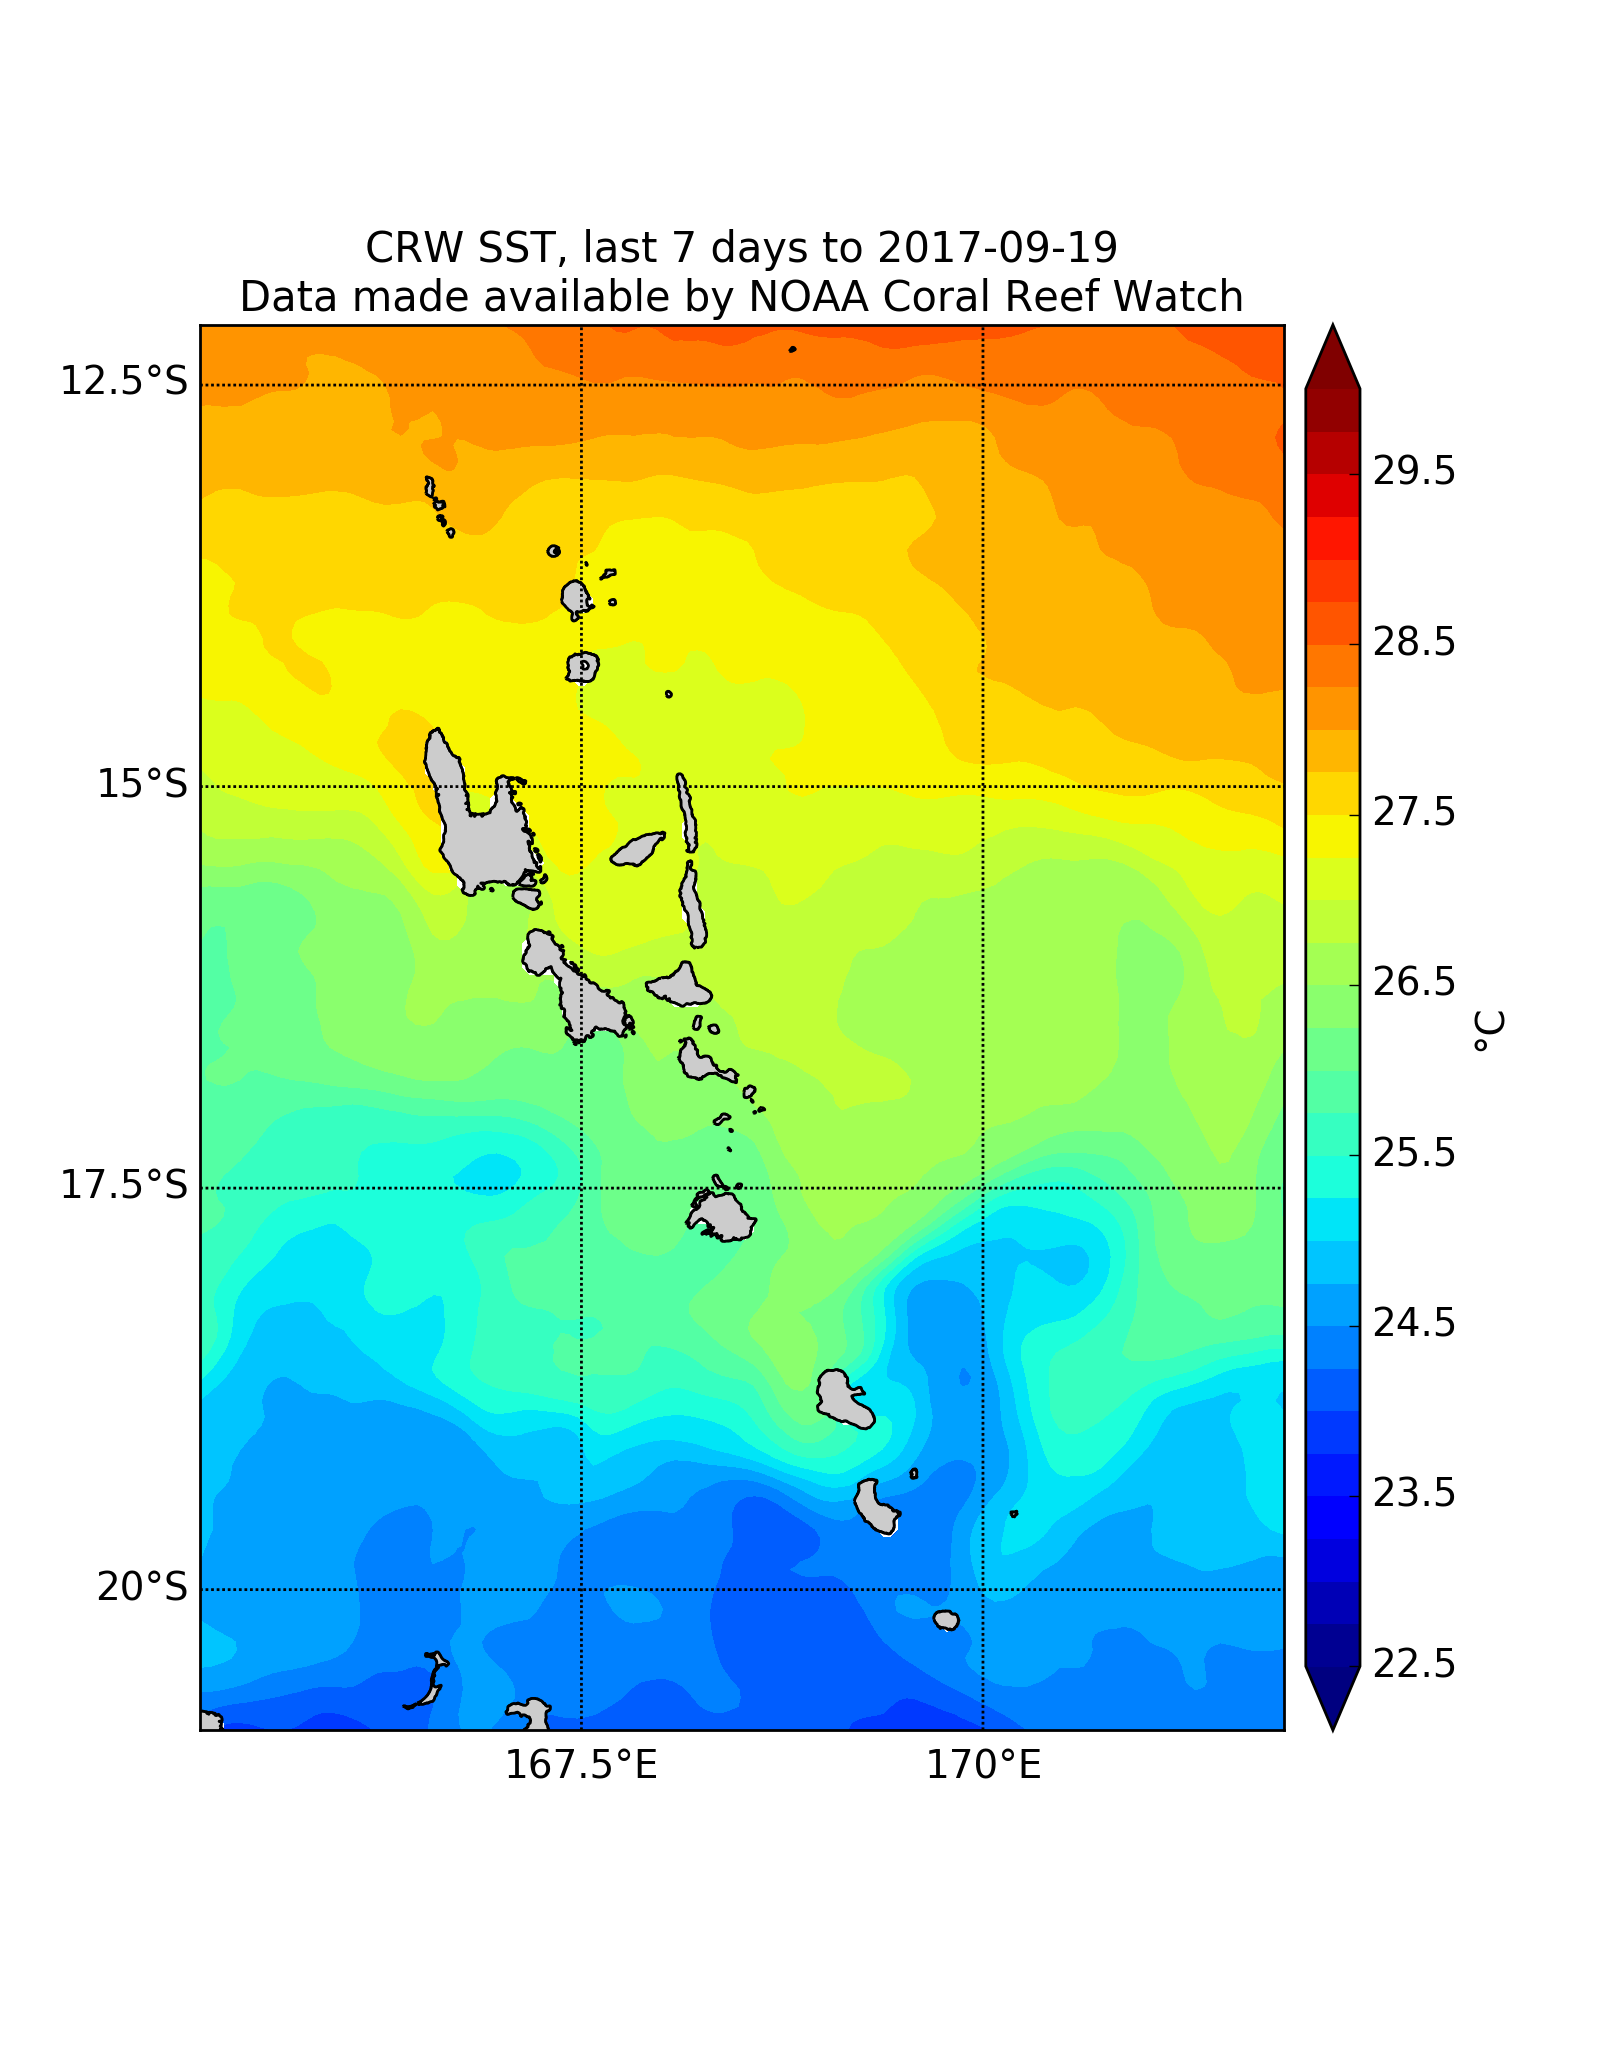 CRW SST, last 7 days to 2017-09-19
Data made available by NOAA Coral Reef Watch
12.5°S
15°S
17.5°S
20°S
167.5°E
170°E
29.5
28.5
27.5
26.5
25.5
24.5
23.5
22.5
°C